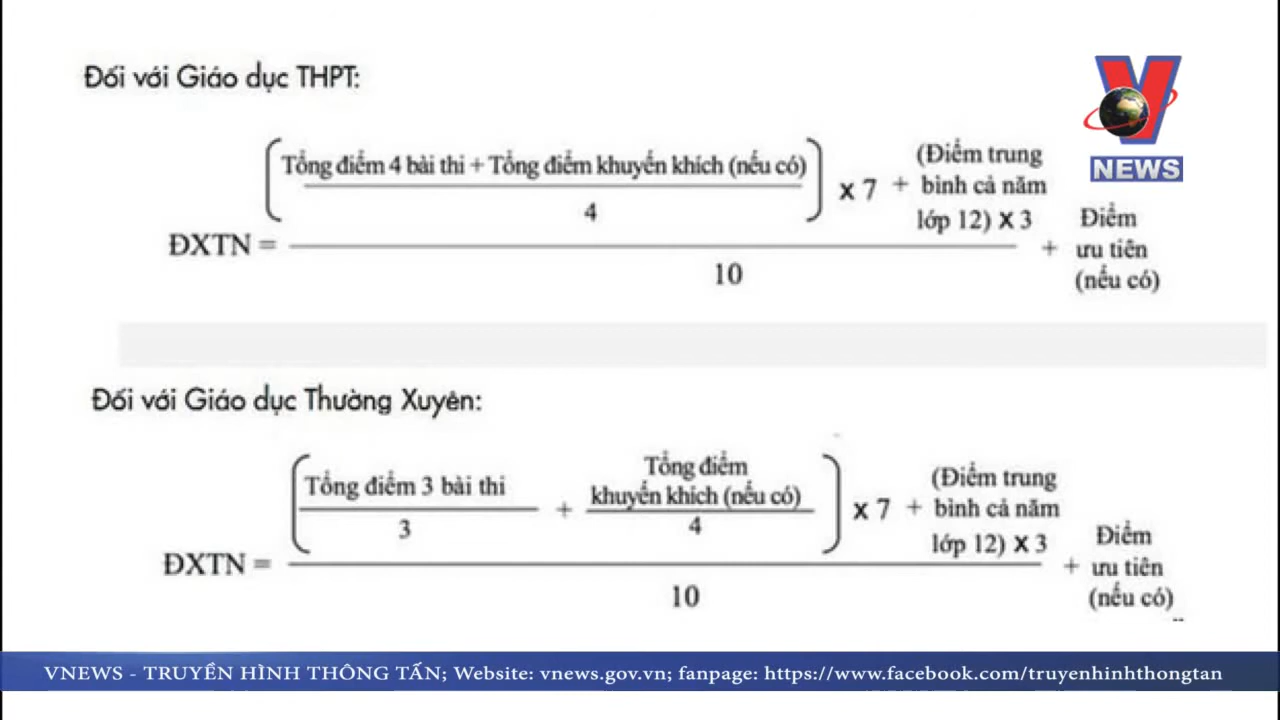 Đối với Giáo dục THPT:
Tổng điểm 4 bài thi + Tổng điểm khuyến khích (nếu có)
4
x 7 +
(Điểm trung
bình cả năm
lớp 12) x 3
ĐXTN =
10
+
Điểm
ưu tiên
(nếu có)
Đối với Giáo dục Thường Xuyên:
Tổng điểm 3 bài thi
3
+
Tổng điểm
khuyến khích (nếu có)
4
x 7 +
(Điểm trung
bình cả năm
lớp 12) x 3
ĐXTN =
10
+
Điểm
ưu tiên
(nếu có)
V
NEWS
VNEWS - TRUYỀN HÌNH THÔNG TẤN; Website: vnews.gov.vn; fanpage: https://www.facebook.com/truyenhinhthongtan